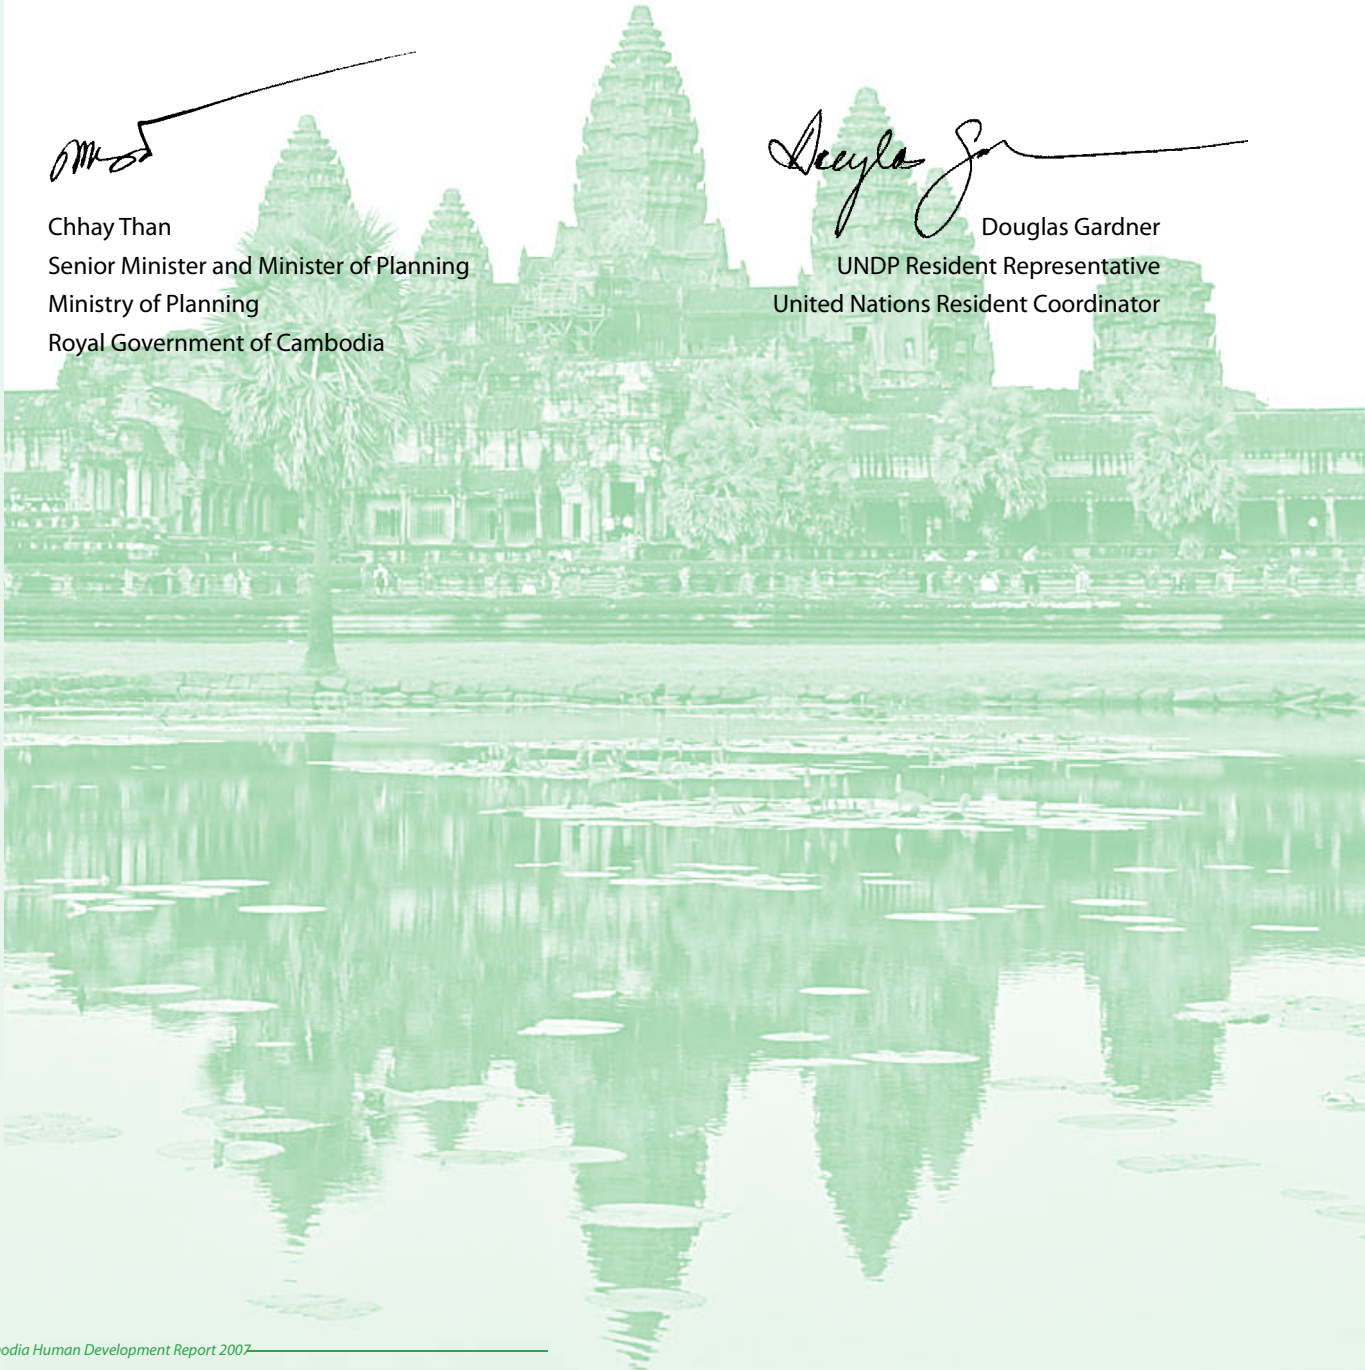 Chhay Than
Senior Minister and Minister of Planning
Ministry of Planning
Royal Government of Cambodia
Douglas Gardner
UNDP Resident Representative
United Nations Resident Coordinator
odia Human Development Report 2007